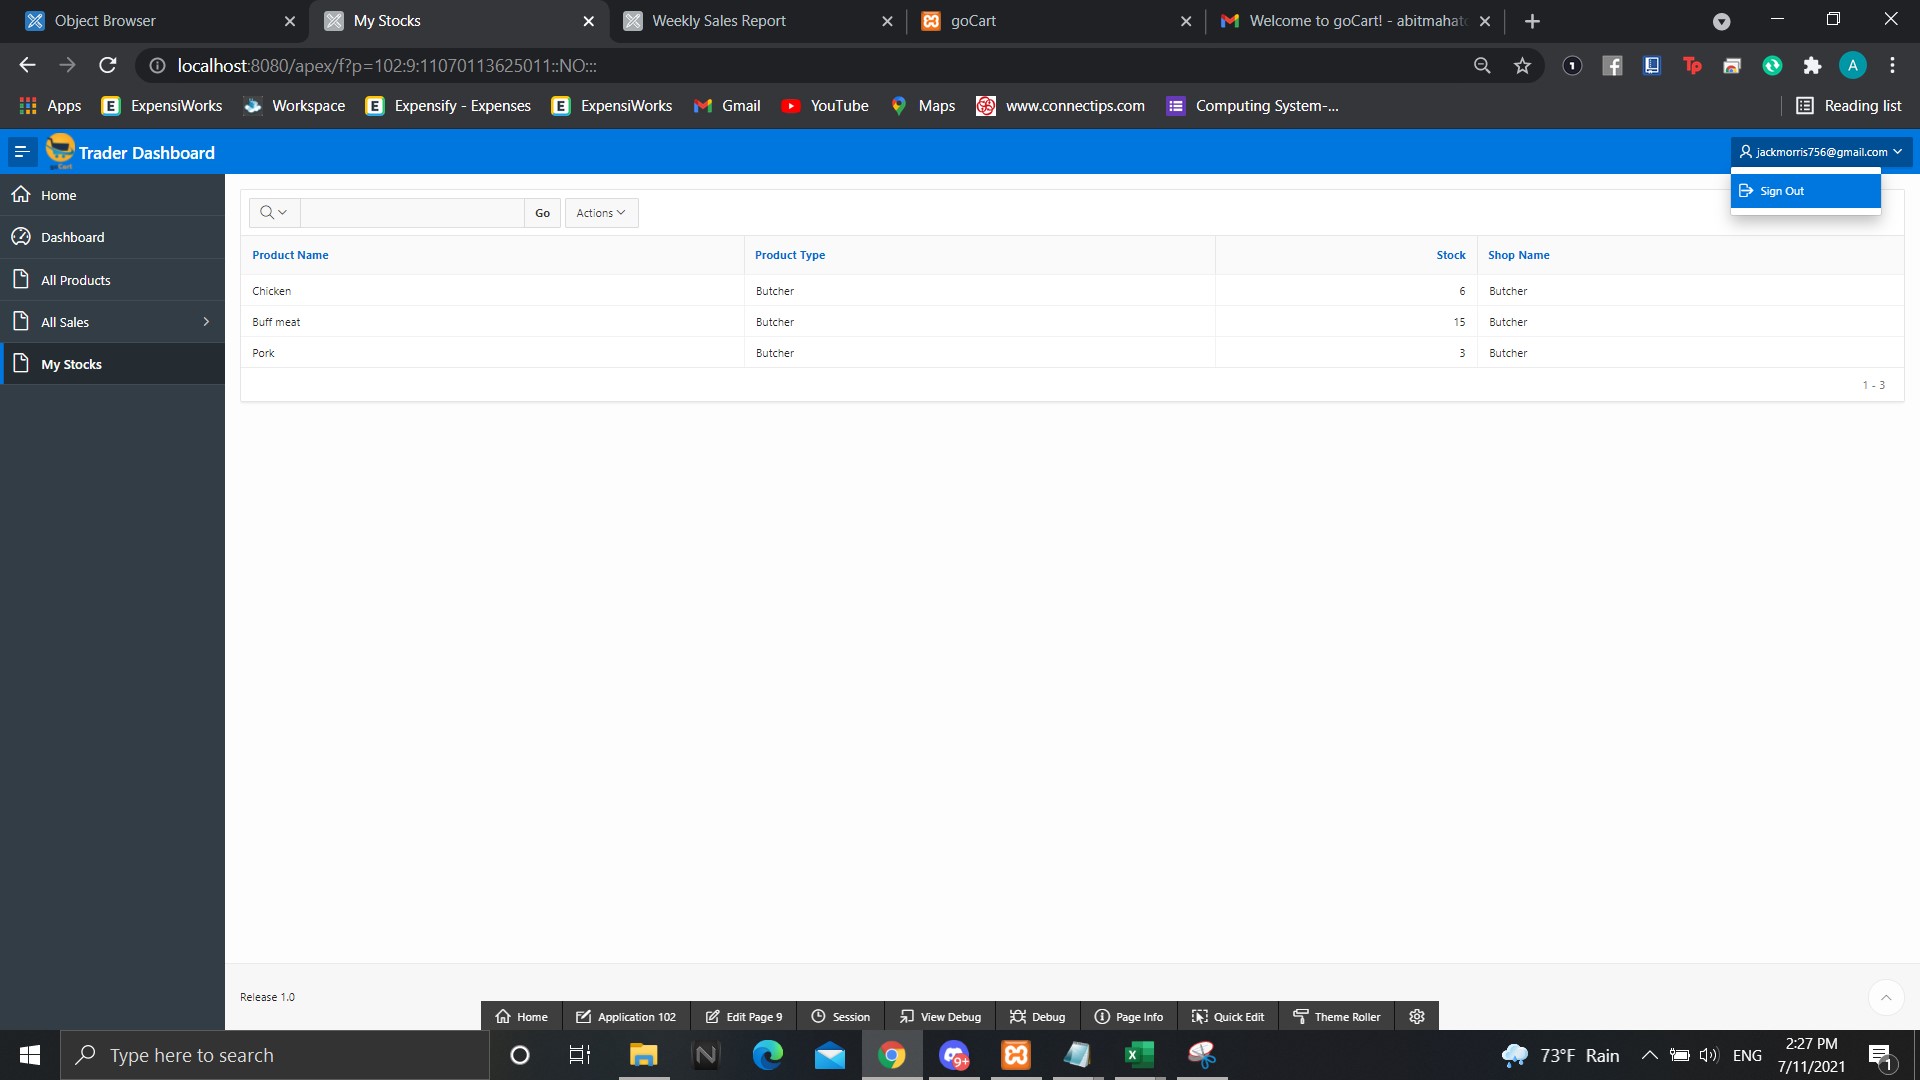 Object Browser
My Stocks
Weekly Sales Report
goCart
Welcome to goCart! - abitmahat
localhost:8080/apex/f?p=102:9:11070113625011::NO:::
Apps
ExpensiWorks
Workspace
Expensify - Expenses
ExpensiWorks
Gmail
YouTube
Maps
www.connectips.com
Computing System-...
Reading list
Trader Dashboard
jackmorris756@gmail.com
Sign Out
Home
Dashboard
All Products
All Sales
My Stocks
Go
Actions
Product Name Product Type Stock Shop Name
Chicken Butcher 6 Butcher
Buff meat Butcher 15 Butcher
Pork Butcher 3 Butcher
1 - 3
Release 1.0
Home
Application 102
Edit Page 9
Session
View Debug
Debug
Page Info
Quick Edit
Theme Roller
Type here to search
9+
73°F Rain
ENG
2:27 PM
7/11/2021
1